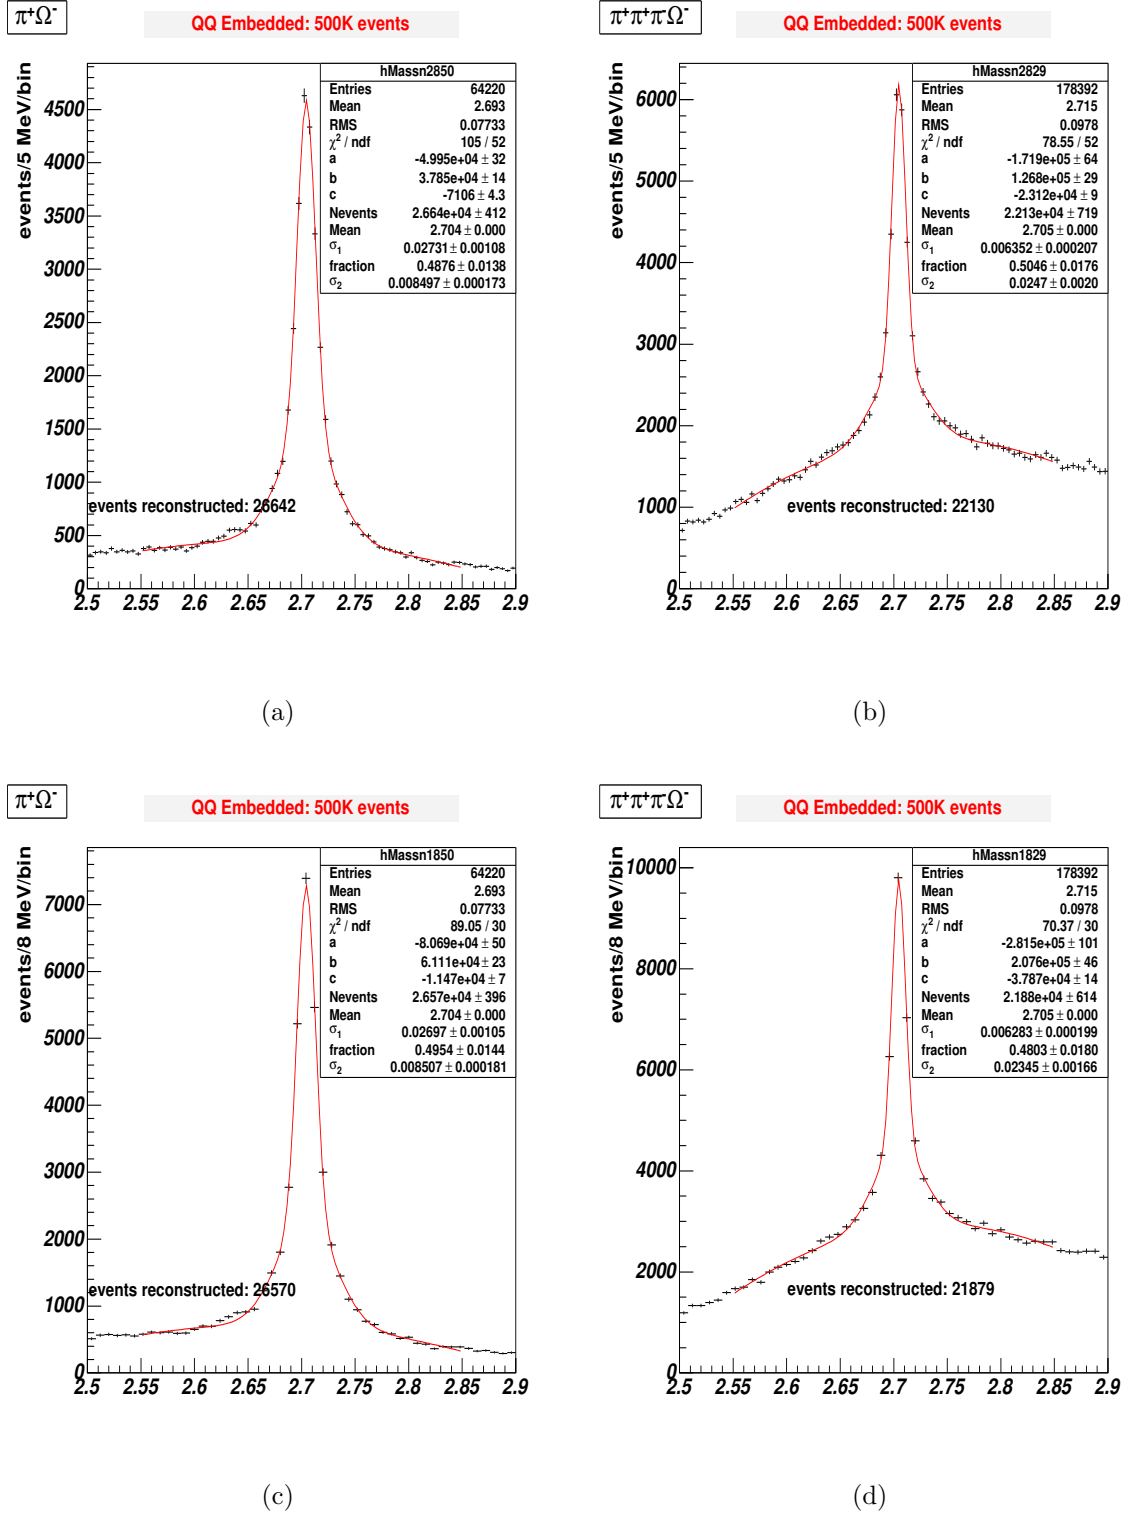 π⁺Ω⁻
QQ Embedded: 500K events
events/5 MeV/bin
hMassn2850
Entries 64220
Mean 2.693
RMS 0.07733
χ² / ndf 105 / 52
a -4.995e+04 ± 32
b 3.785e+04 ± 14
c -7106 ± 4.3
Nevents 2.664e+04 ± 412
Mean 2.704 ± 0.000
σ₁ 0.02731 ± 0.00108
fraction 0.4876 ± 0.0138
σ₂ 0.008497 ± 0.000173
4500
4000
3500
3000
2500
2000
1500
1000
500
0
events reconstructed: 26642
2.5 2.55 2.6 2.65 2.7 2.75 2.8 2.85 2.9
(a)
π⁺π⁺π⁻Ω⁻
QQ Embedded: 500K events
events/5 MeV/bin
hMassn2829
Entries 178392
Mean 2.715
RMS 0.0978
χ² / ndf 78.55 / 52
a -1.719e+05 ± 64
b 1.268e+05 ± 29
c -2.312e+04 ± 9
Nevents 2.213e+04 ± 719
Mean 2.705 ± 0.000
σ₁ 0.006352 ± 0.000207
fraction 0.5046 ± 0.0176
σ₂ 0.0247 ± 0.0020
6000
5000
4000
3000
2000
1000
0
events reconstructed: 22130
2.5 2.55 2.6 2.65 2.7 2.75 2.8 2.85 2.9
(b)
π⁺Ω⁻
QQ Embedded: 500K events
events/8 MeV/bin
hMassn1850
Entries 64220
Mean 2.693
RMS 0.07733
χ² / ndf 89.05 / 30
a -8.069e+04 ± 50
b 6.111e+04 ± 23
c -1.147e+04 ± 7
Nevents 2.657e+04 ± 396
Mean 2.704 ± 0.000
σ₁ 0.02697 ± 0.00105
fraction 0.4954 ± 0.0144
σ₂ 0.008507 ± 0.000181
7000
6000
5000
4000
3000
2000
1000
0
events reconstructed: 26570
2.5 2.55 2.6 2.65 2.7 2.75 2.8 2.85 2.9
(c)
π⁺π⁺π⁻Ω⁻
QQ Embedded: 500K events
events/8 MeV/bin
hMassn1829
Entries 178392
Mean 2.715
RMS 0.0978
χ² / ndf 70.37 / 30
a -2.815e+05 ± 101
b 2.076e+05 ± 46
c -3.787e+04 ± 14
Nevents 2.188e+04 ± 614
Mean 2.705 ± 0.000
σ₁ 0.006283 ± 0.000199
fraction 0.4803 ± 0.0180
σ₂ 0.02345 ± 0.00166
10000
8000
6000
4000
2000
0
events reconstructed: 21879
2.5 2.55 2.6 2.65 2.7 2.75 2.8 2.85 2.9
(d)